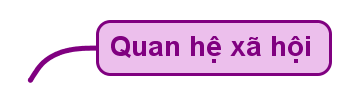 Quan hệ xã hội